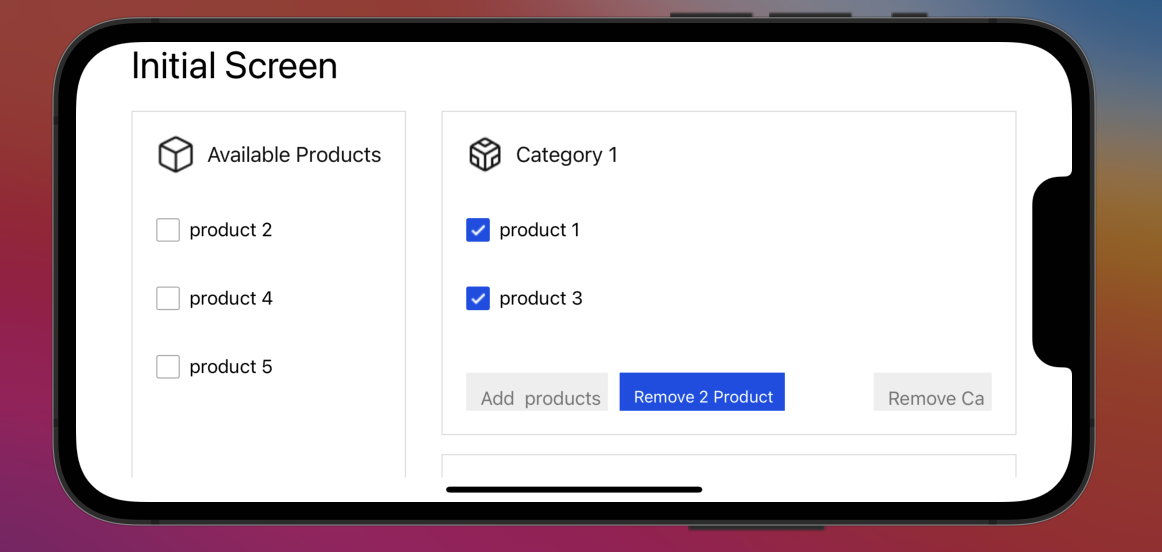 Initial Screen
Available Products
product 2
product 4
product 5
Category 1
product 1
product 3
Add  products
Remove 2 Product
Remove Ca